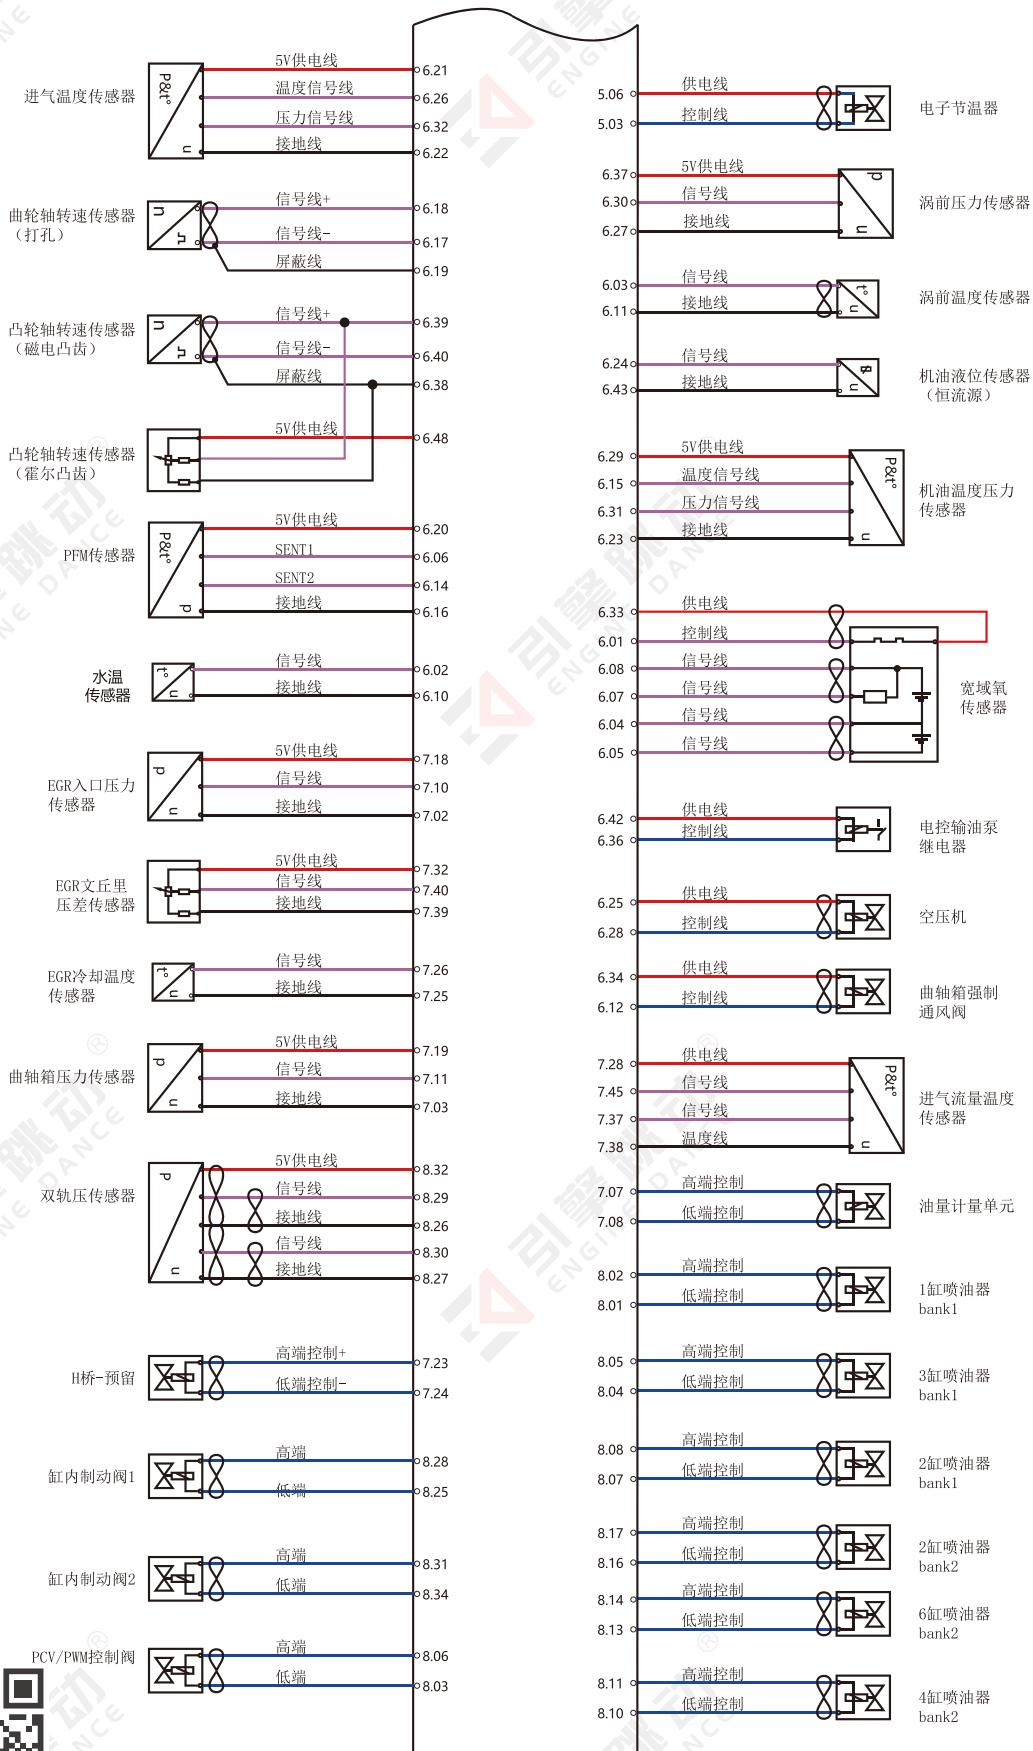 进气温度传感器
P&t°
u
5V供电线
6.21
温度信号线
6.26
压力信号线
6.32
接地线
6.22
曲轮轴转速传感器
（打孔）
n
信号线+
6.18
信号线-
6.17
屏蔽线
6.19
凸轮轴转速传感器
（磁电凸齿）
n
信号线+
6.39
信号线-
6.40
屏蔽线
6.38
凸轮轴转速传感器
（霍尔凸齿）
5V供电线
6.48
PFM传感器
P&t°
p
5V供电线
6.20
SENT1
6.06
SENT2
6.14
接地线
6.16
水温
传感器
t°
u
信号线
6.02
接地线
6.10
EGR入口压力
传感器
p
u
5V供电线
7.18
信号线
7.10
接地线
7.02
EGR文丘里
压差传感器
5V供电线
7.32
信号线
7.40
接地线
7.39
EGR冷却温度
传感器
t°
u
信号线
7.26
接地线
7.25
曲轴箱压力传感器
p
u
5V供电线
7.19
信号线
7.11
接地线
7.03
双轨压传感器
P
u
5V供电线
8.32
信号线
8.29
接地线
8.26
信号线
8.30
接地线
8.27
H桥-预留
高端控制+
7.23
低端控制-
7.24
缸内制动阀1
高端
8.28
低端
8.25
缸内制动阀2
高端
8.31
低端
8.34
PCV/PWM控制阀
高端
8.06
低端
8.03
5.06
供电线
5.03
控制线
电子节温器
6.37
5V供电线
6.30
信号线
6.27
接地线
p
u
涡前压力传感器
6.03
信号线
6.11
接地线
t°
u
涡前温度传感器
6.24
信号线
6.43
接地线
u
机油液位传感器
（恒流源）
6.29
5V供电线
6.15
温度信号线
6.31
压力信号线
6.23
接地线
P&t°
u
机油温度压力
传感器
6.33
供电线
6.01
控制线
6.08
信号线
6.07
信号线
6.04
信号线
6.05
信号线
宽域氧
传感器
6.42
供电线
6.36
控制线
电控输油泵
继电器
6.25
供电线
6.28
控制线
空压机
6.34
供电线
6.12
控制线
曲轴箱强制
通风阀
7.28
供电线
7.45
信号线
7.37
信号线
7.38
温度线
P&t°
u
进气流量温度
传感器
7.07
高端控制
7.08
低端控制
油量计量单元
8.02
高端控制
8.01
低端控制
1缸喷油器
bank1
8.05
高端控制
8.04
低端控制
3缸喷油器
bank1
8.08
高端控制
8.07
低端控制
2缸喷油器
bank1
8.17
高端控制
8.16
低端控制
2缸喷油器
bank2
8.14
高端控制
8.13
低端控制
6缸喷油器
bank2
8.11
高端控制
8.10
低端控制
4缸喷油器
bank2
引擎跳动®
ENGINE DANCE